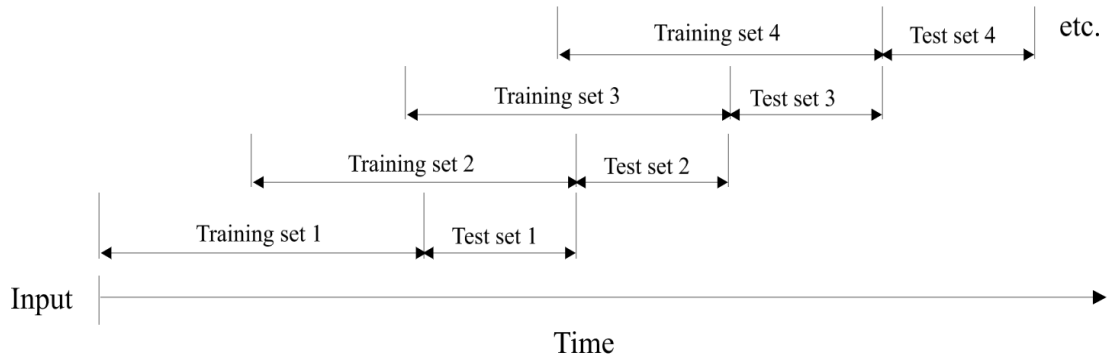 Training set 4
Test set 4
etc.
Training set 3
Test set 3
Training set 2
Test set 2
Training set 1
Test set 1
Input
Time